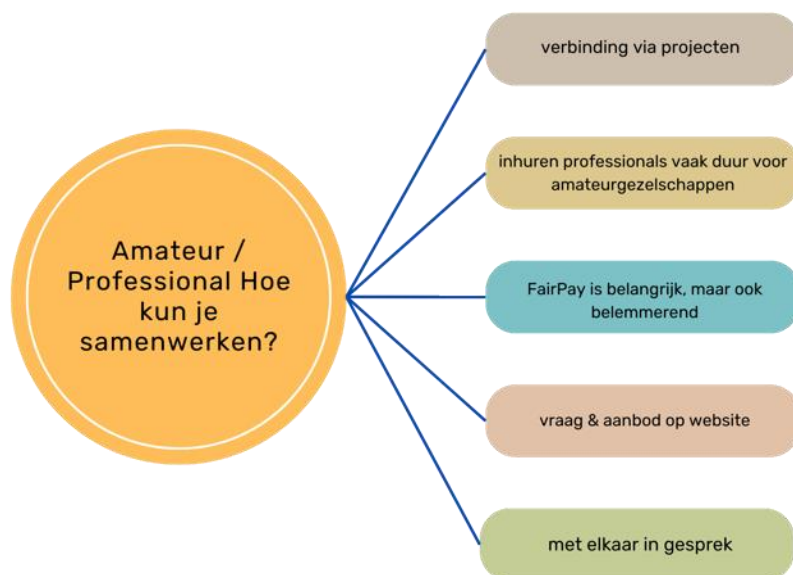 Amateur /
Professional Hoe
kun je
samenwerken?
verbinding via projecten
inhuren professionals vaak duur voor
amateurgezelschappen
FairPay is belangrijk, maar ook
belemmerend
vraag & aanbod op website
met elkaar in gesprek